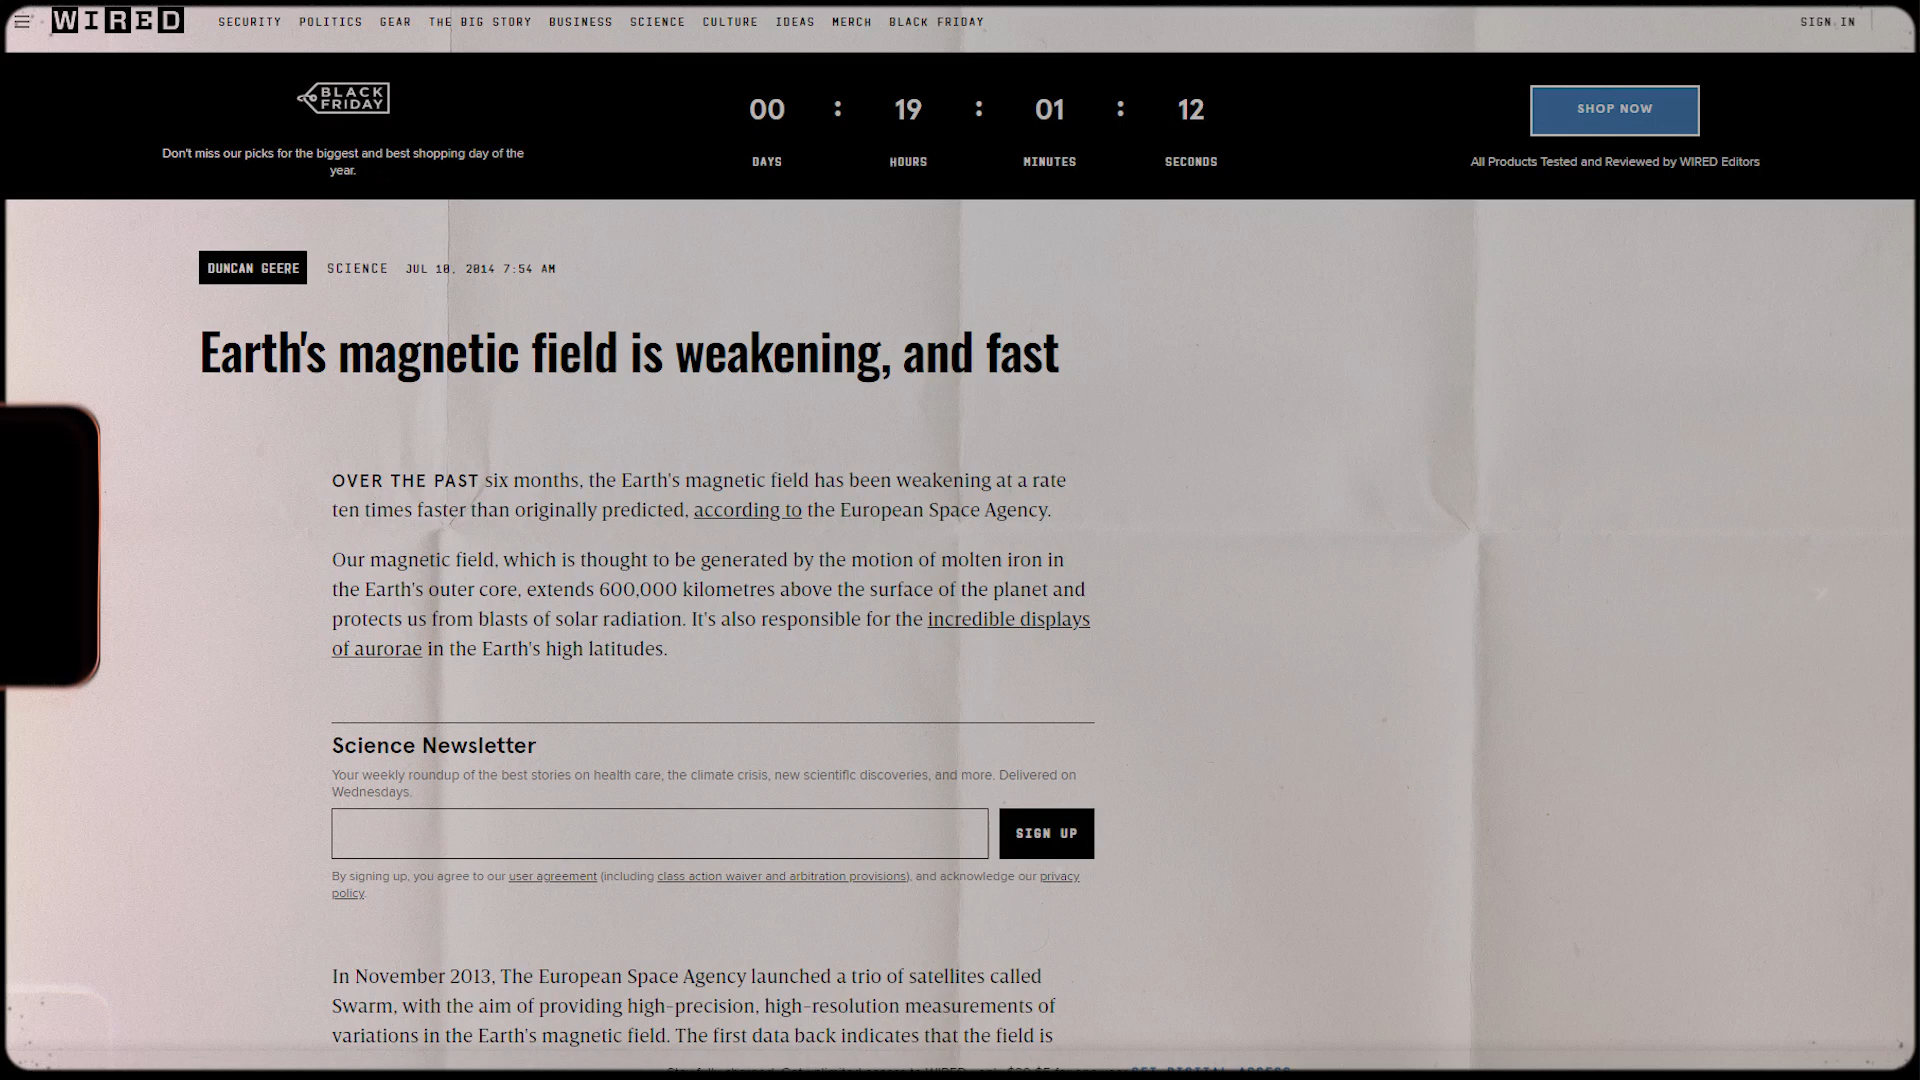 WIRED
SECURITY POLITICS GEAR THE BIG STORY BUSINESS SCIENCE CULTURE IDEAS MERCH BLACK FRIDAY
SIGN IN
BLACK
FRIDAY
Don't miss our picks for the biggest and best shopping day of the
year.
00 : 19 : 01 : 12
DAYS HOURS MINUTES SECONDS
SHOP NOW
All Products Tested and Reviewed by WIRED Editors
DUNCAN GEERE SCIENCE JUL 10, 2014 7:54 AM
Earth's magnetic field is weakening, and fast
OVER THE PAST six months, the Earth's magnetic field has been weakening at a rate
ten times faster than originally predicted, according to the European Space Agency.
Our magnetic field, which is thought to be generated by the motion of molten iron in
the Earth's outer core, extends 600,000 kilometres above the surface of the planet and
protects us from blasts of solar radiation. It's also responsible for the incredible displays
of aurorae in the Earth's high latitudes.
Science Newsletter
Your weekly roundup of the best stories on health care, the climate crisis, new scientific discoveries, and more. Delivered on
Wednesdays.
SIGN UP
By signing up, you agree to our user agreement (including class action waiver and arbitration provisions), and acknowledge our privacy
policy.
In November 2013, The European Space Agency launched a trio of satellites called
Swarm, with the aim of providing high-precision, high-resolution measurements of
variations in the Earth's magnetic field. The first data back indicates that the field is